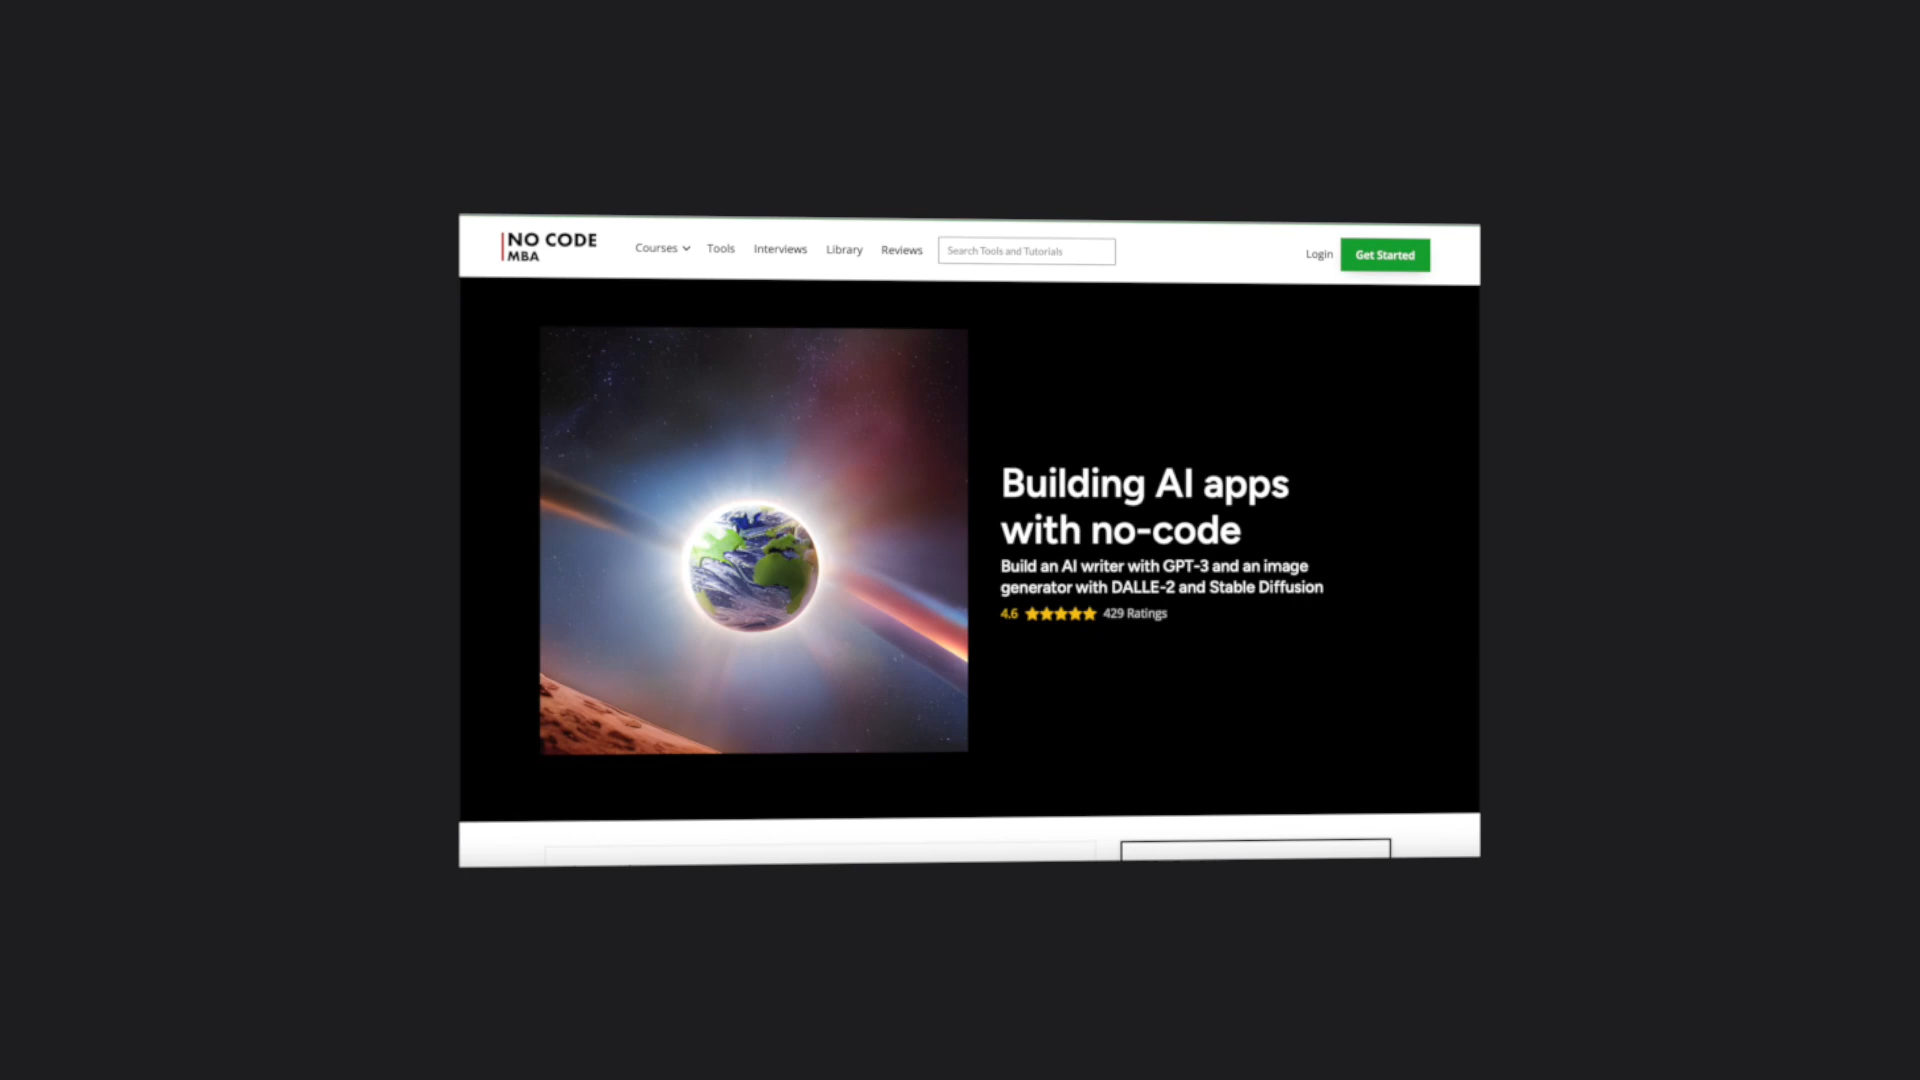 NO CODE
MBA
Courses
Tools
Interviews
Library
Reviews
Search Tools and Tutorials
Login
Get Started
Building AI apps
with no-code
Build an AI writer with GPT-3 and an image
generator with DALLE-2 and Stable Diffusion
4.6 429 Ratings